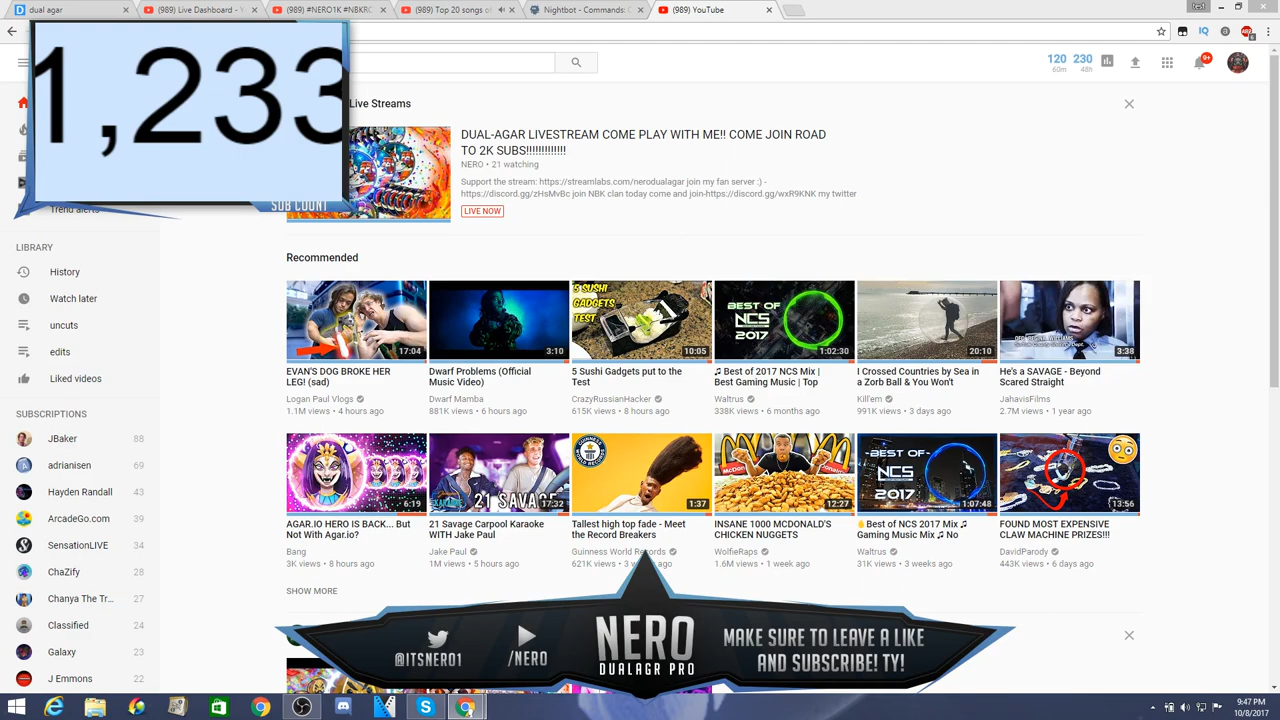 dual agar
(989) Live Dashboard - Y
(989) #NERO1K #NBKRC
(989) Top 20 songs of
Nightbot - Commands: C
(989) YouTube
Test
1,233
SUB COUNT
120
60m
230
48h
9+
Live Streams
DUAL-AGAR LIVESTREAM COME PLAY WITH ME!! COME JOIN ROAD
TO 2K SUBS!!!!!!!!!!!!!
NERO • 21 watching
Support the stream: https://streamlabs.com/nerodualagar join my fan server :) -
https://discord.gg/zHsMvBc join NBK clan today come and join-https://discord.gg/wxR9KNK my twitter
LIVE NOW
Trend alerts
LIBRARY
History
Watch later
uncuts
edits
Liked videos
SUBSCRIPTIONS
JBaker 88
adrianisen 69
Hayden Randall 43
ArcadeGo.com 39
SensationLIVE 34
ChaZify 28
Chanya The Tr... 27
Classified 24
Galaxy 23
J Emmons 22
Recommended
17:04
EVAN'S DOG BROKE HER
LEG! (sad)
Logan Paul Vlogs
1.1M views • 4 hours ago
3:10
Dwarf Problems (Official
Music Video)
Dwarf Mamba
881K views • 6 hours ago
5 SUSHI
GADGETS
TEST
10:05
5 Sushi Gadgets put to the
Test
CrazyRussianHacker
615K views • 8 hours ago
BEST OF
NCS
2017
1:02:30
♫ Best of 2017 NCS Mix |
Best Gaming Music | Top
Waltrus
338K views • 6 months ago
20:10
I Crossed Countries by Sea in
a Zorb Ball & You Won't
Kill'em
991K views • 3 days ago
3:38
He's a SAVAGE - Beyond
Scared Straight
JahavisFilms
2.7M views • 1 year ago
6:19
AGAR.IO HERO IS BACK... But
Not With Agar.io?
Bang
3K views • 8 hours ago
21 SAVAGE
17:32
21 Savage Carpool Karaoke
WITH Jake Paul
Jake Paul
1M views • 5 hours ago
1:37
Tallest high top fade - Meet
the Record Breakers
Guinness World Records
621K views • 3 w
ago
12:27
INSANE 1000 MCDONALD'S
CHICKEN NUGGETS
WolfieRaps
1.6M views • 1 week ago
-BEST OF-
NCS
2017
1:07:48
Best of NCS 2017 Mix ♫
Gaming Music Mix ♫ No
Waltrus
31K views • 3 weeks ago
13:56
FOUND MOST EXPENSIVE
CLAW MACHINE PRIZES!!!
DavidParody
443K views • 6 days ago
SHOW MORE
@ITSNERO1
/NERO
NERO
DUALAGR PRO
MAKE SURE TO LEAVE A LIKE
AND SUBSCRIBE! TY!
9:47 PM
10/8/2017